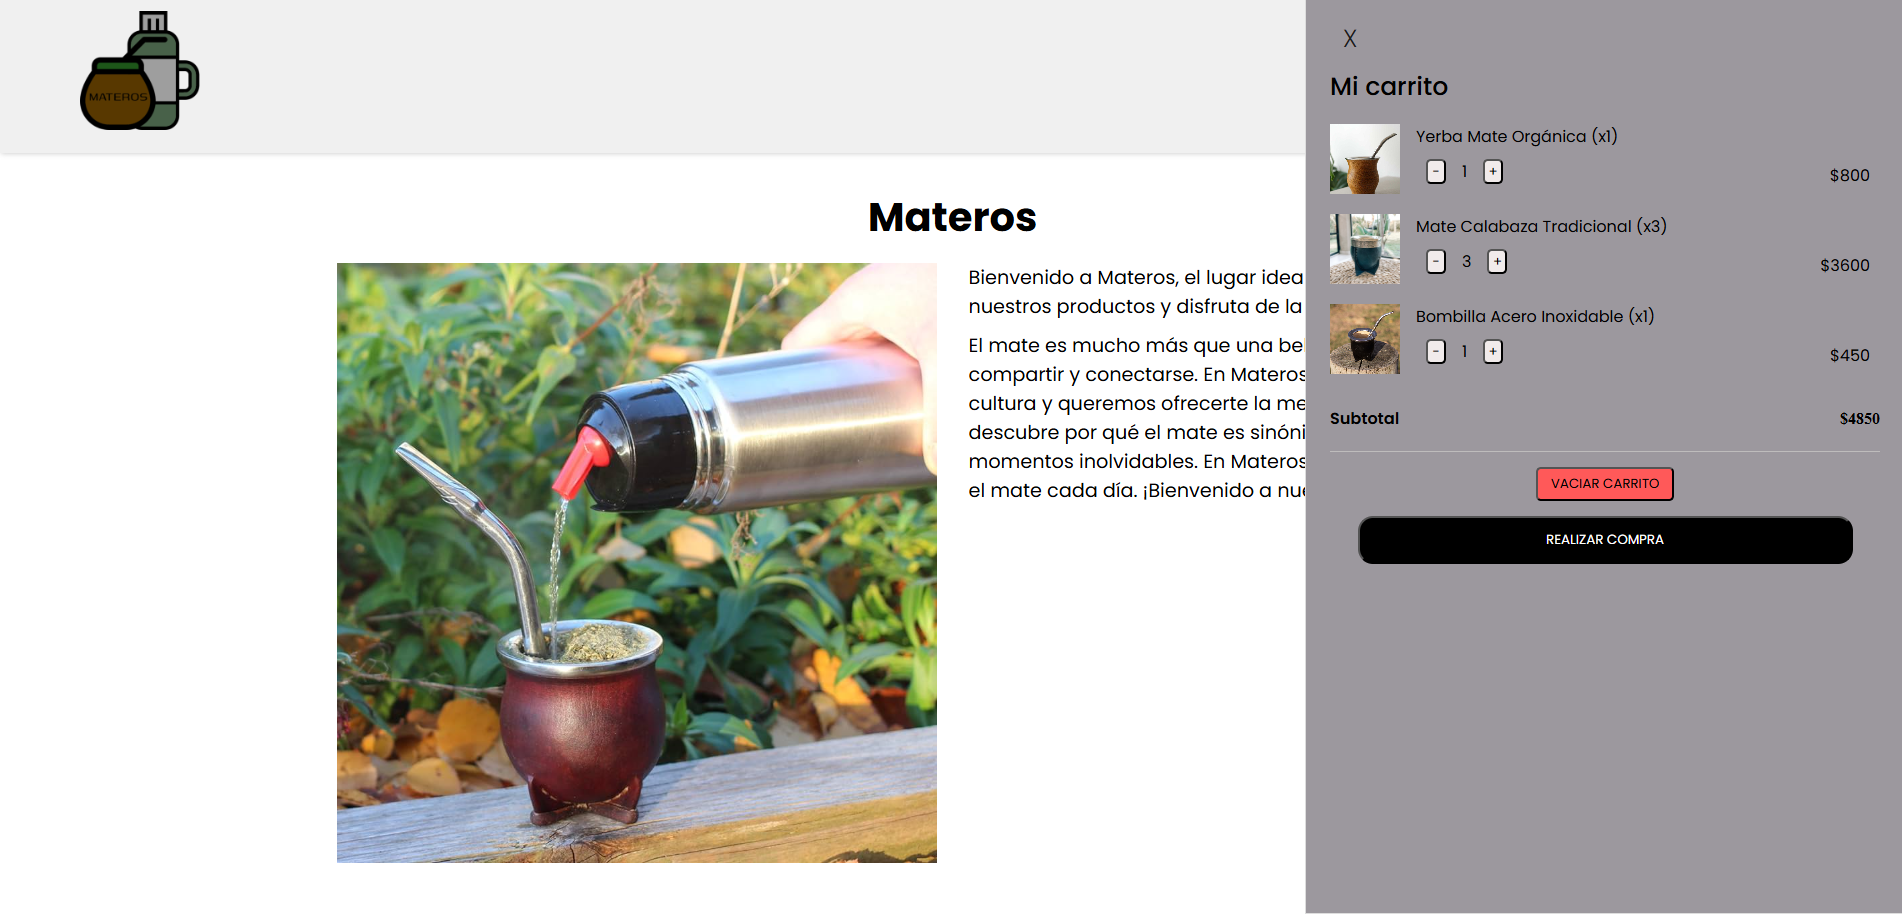 MATEROS
Materos
Bienvenido a Materos, el lugar idea
nuestros productos y disfruta de la
El mate es mucho más que una be
compartir y conectarse. En Materos
cultura y queremos ofrecerte la me
descubre por qué el mate es sinóni
momentos inolvidables. En Materos
el mate cada día. ¡Bienvenido a nu
X
Mi carrito
Yerba Mate Orgánica (x1)
- 1 +
$800
Mate Calabaza Tradicional (x3)
- 3 +
$3600
Bombilla Acero Inoxidable (x1)
- 1 +
$450
Subtotal $4850
VACIAR CARRITO
REALIZAR COMPRA